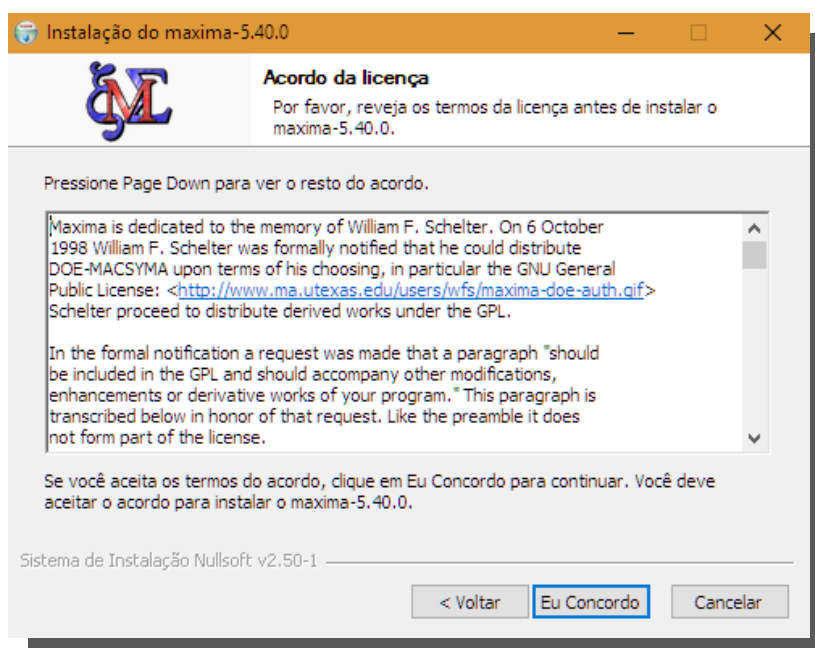 Instalação do maxima-5.40.0
Acordo da licença
Por favor, reveja os termos da licença antes de instalar o
maxima-5.40.0.
Pressione Page Down para ver o resto do acordo.
Maxima is dedicated to the memory of William F. Schelter. On 6 October
1998 William F. Schelter was formally notified that he could distribute
DOE-MACSYMA upon terms of his choosing, in particular the GNU General
Public License: <http://www.ma.utexas.edu/users/wfs/maxima-doe-auth.gif>
Schelter proceed to distribute derived works under the GPL.
In the formal notification a request was made that a paragraph "should
be included in the GPL and should accompany other modifications,
enhancements or derivative works of your program." This paragraph is
transcribed below in honor of that request. Like the preamble it does
not form part of the license.
Se você aceita os termos do acordo, clique em Eu Concordo para continuar. Você deve
aceitar o acordo para instalar o maxima-5.40.0.
Sistema de Instalação Nullsoft v2.50-1
< Voltar
Eu Concordo
Cancelar